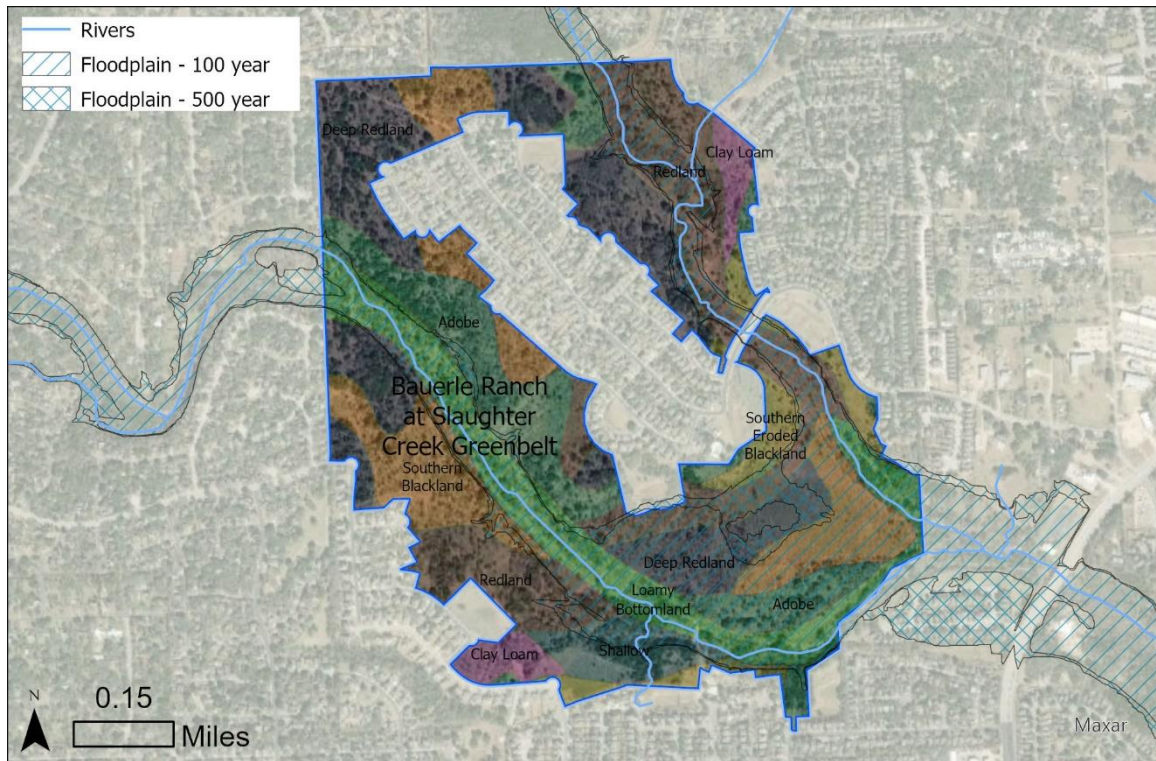 Rivers
Floodplain - 100 year
Floodplain - 500 year
Deep Redland
Clay Loam
Redland
Adobe
Bauerle Ranch
at Slaughter
Creek Greenbelt
Southern
Blackland
Southern
Eroded
Blackland
Deep Redland
Redland
Loamy
Bottomland
Adobe
Shallow
Clay Loam
N
0.15
Miles
Maxar